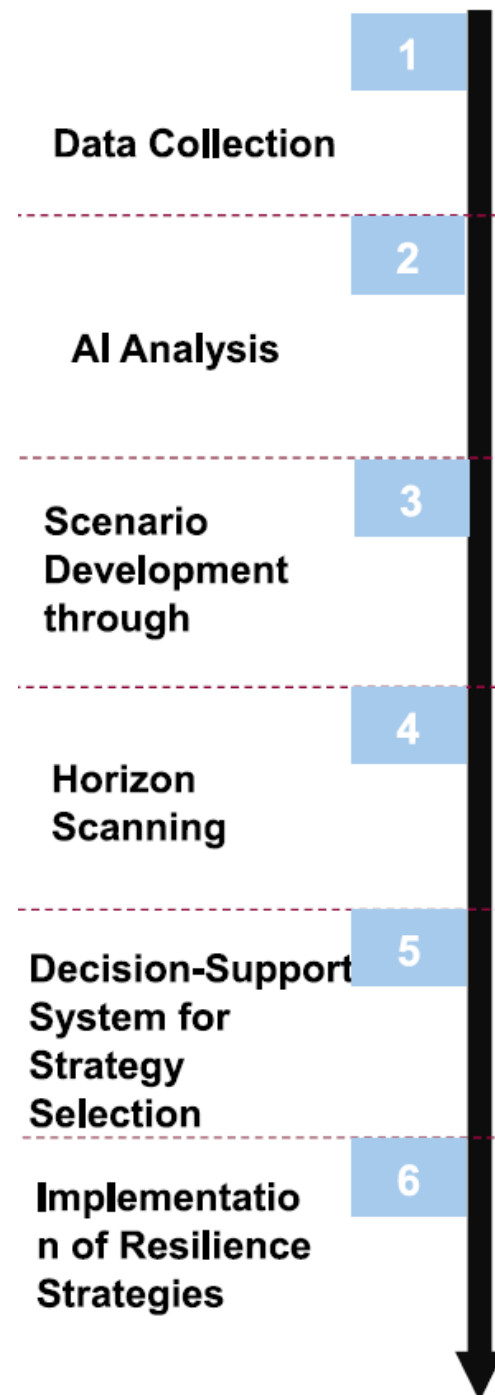 1
Data Collection
2
AI Analysis
3
Scenario
Development
through
4
Horizon
Scanning
5
Decision-Support
System for
Strategy
Selection
6
Implementatio
n of Resilience
Strategies